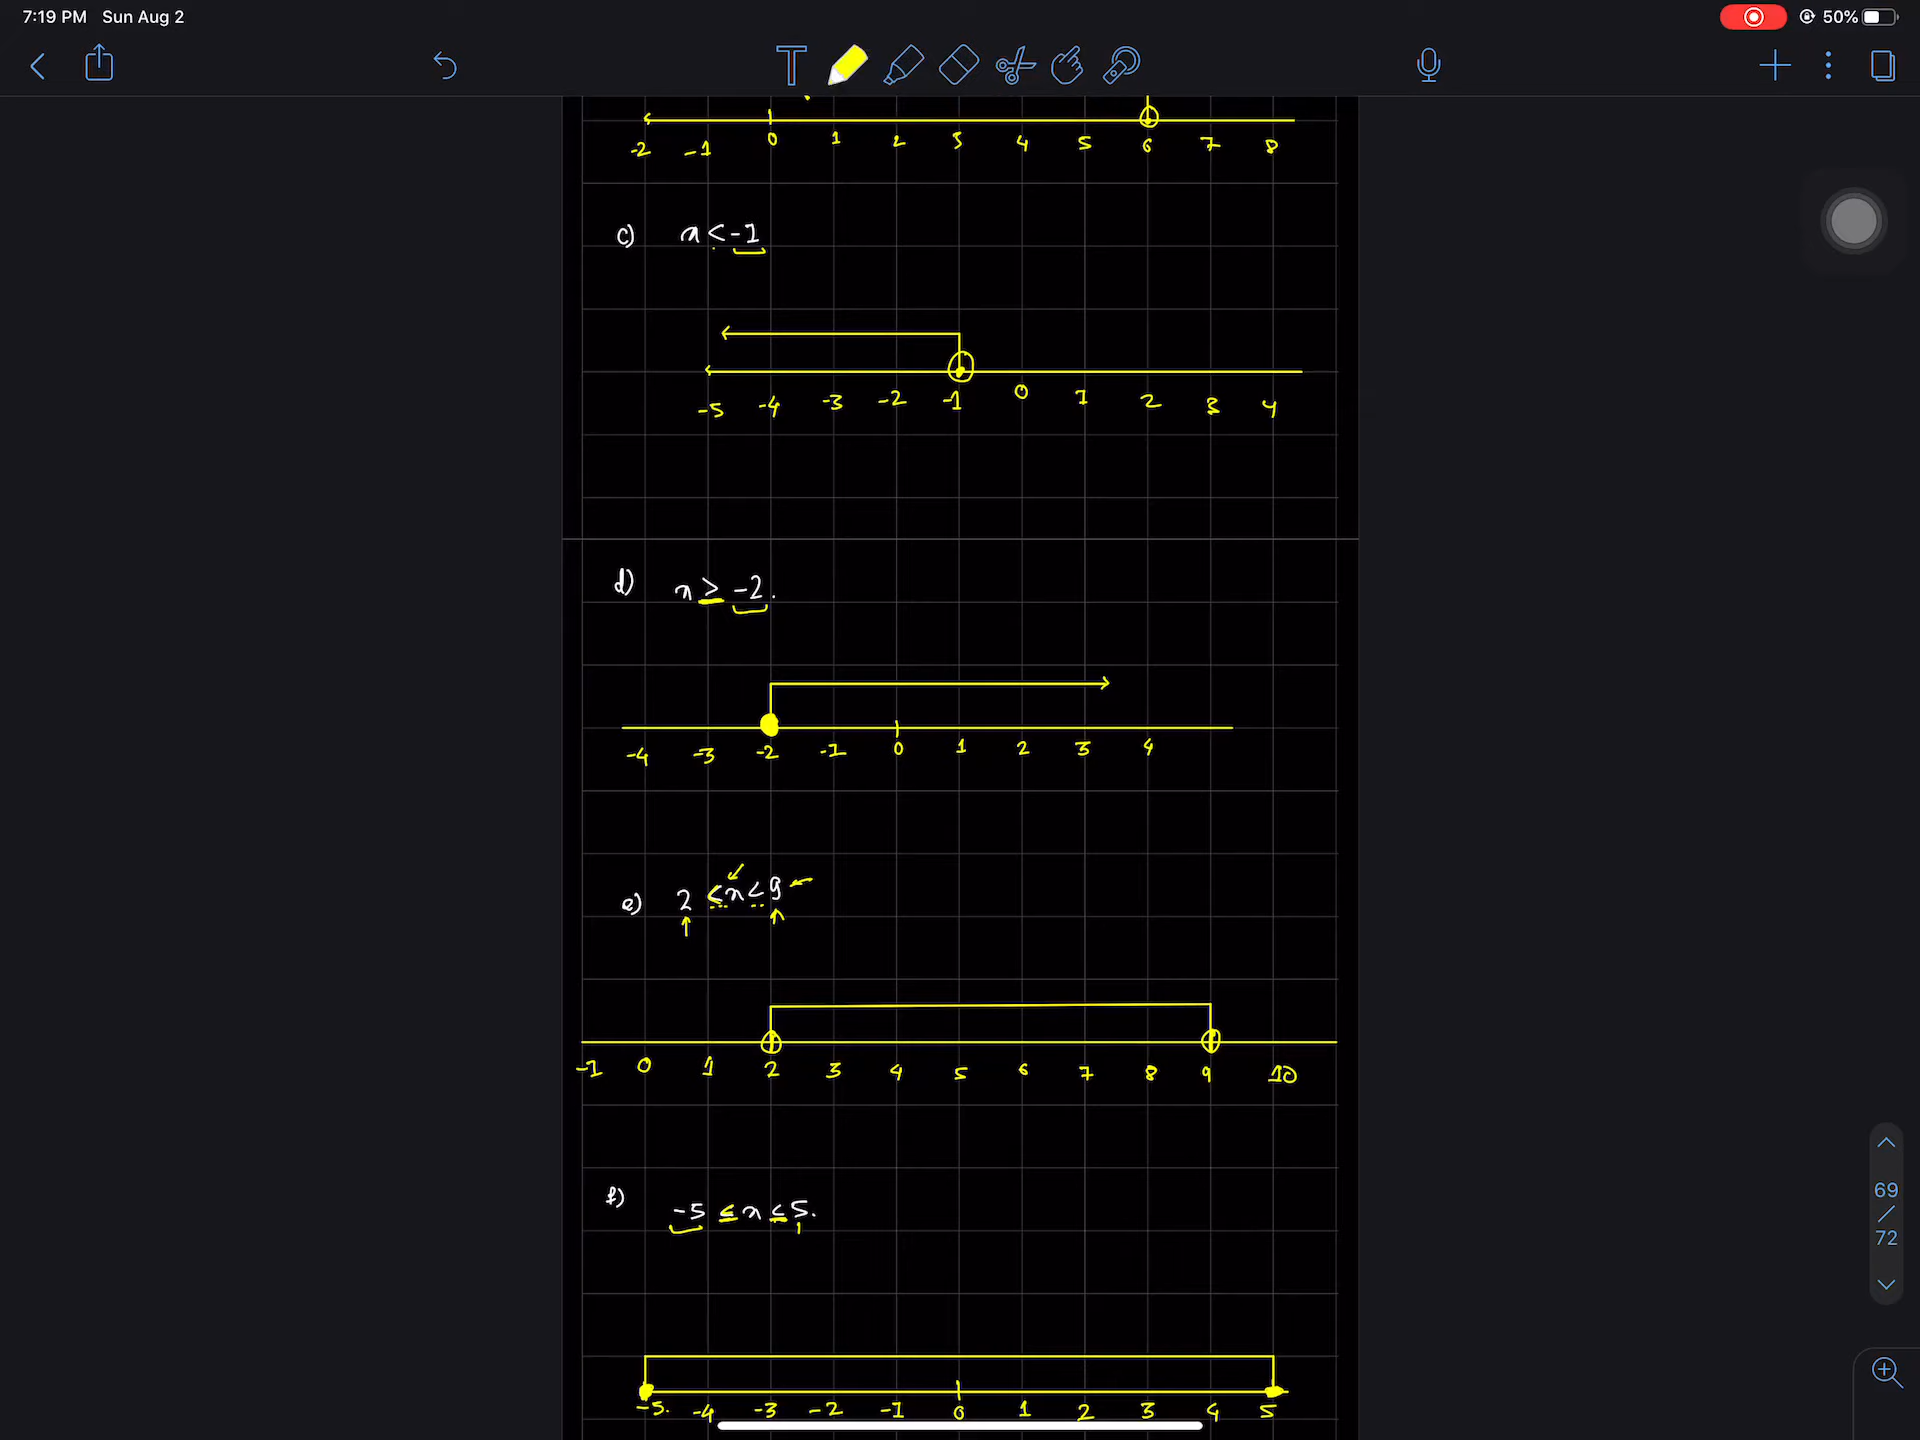 7:19 PM Sun Aug 2
50%
T
-2 -1 0 1 2 3 4 5 6 7 8
c) x < -1
-5 -4 -3 -2 -1 0 1 2 3 4
d) x ≥ -2.
-4 -3 -2 -1 0 1 2 3 4
e) 2 < x < 9
-1 0 1 2 3 4 5 6 7 8 9 10
f) -5 ≤ x ≤ 5.
-5. -4 -3 -2 -1 0 1 2 3 4 5
69
/
72